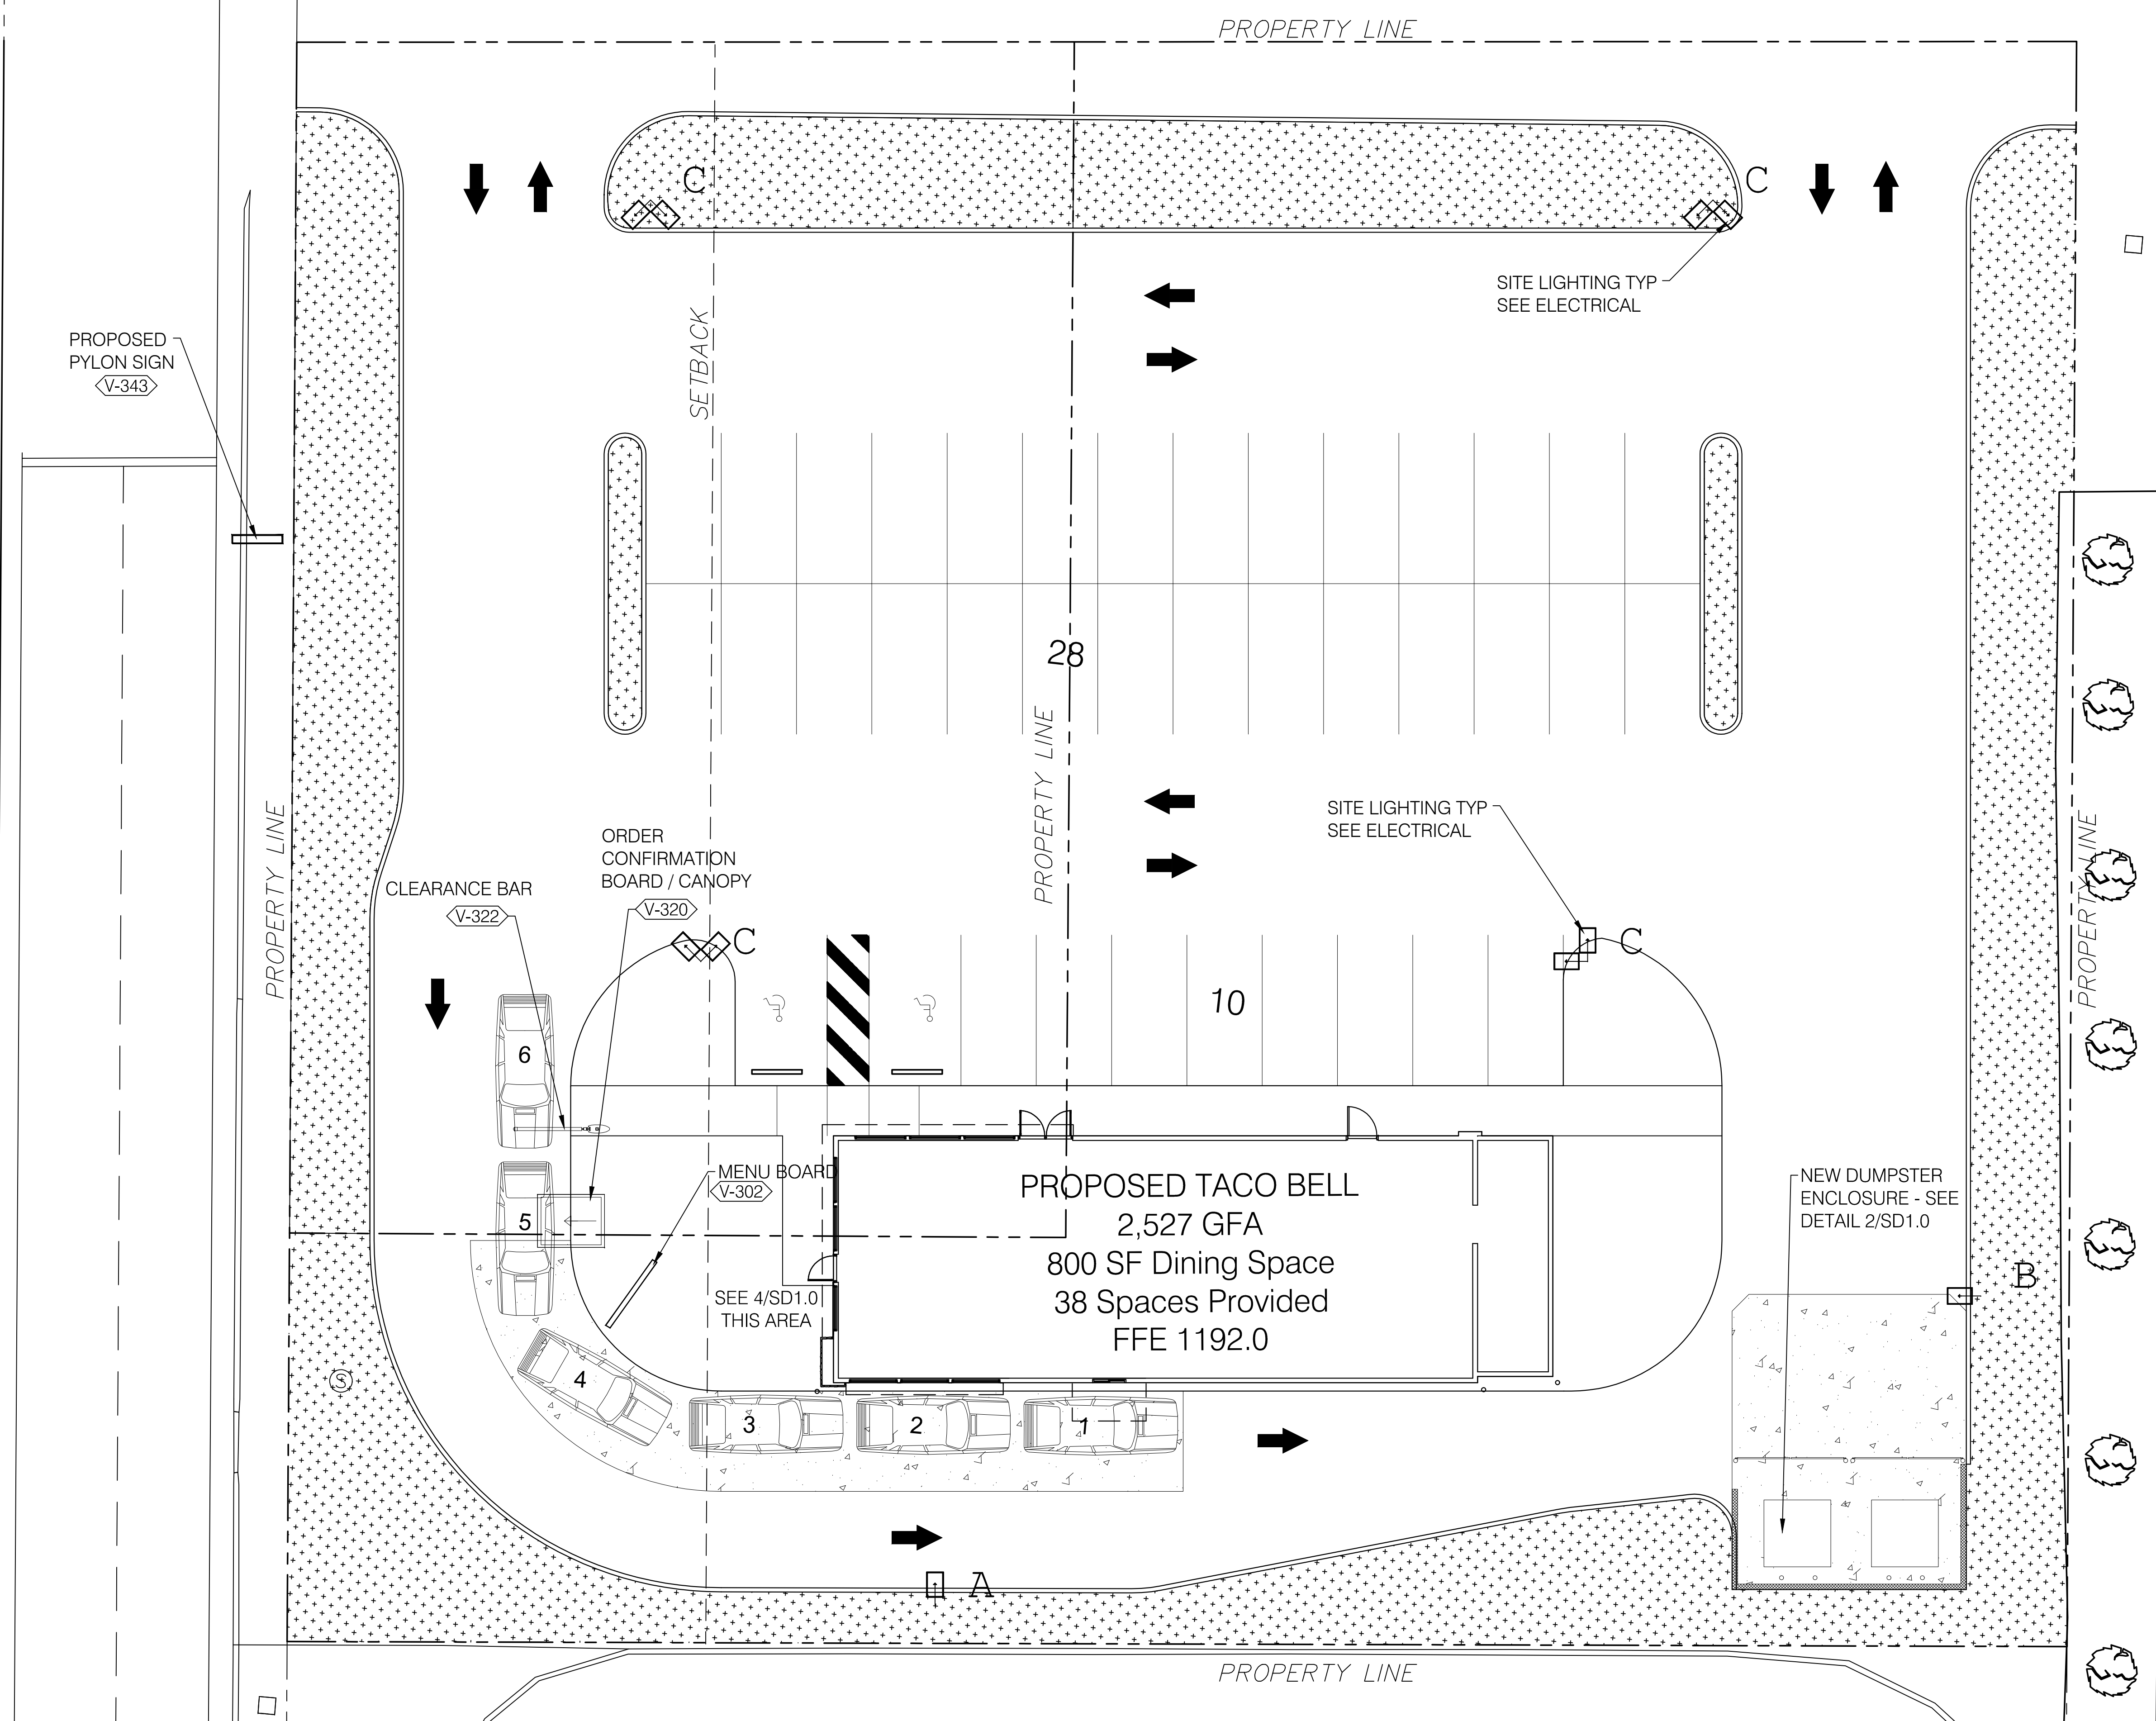 PROPERTY LINE
C
C
SITE LIGHTING TYP
SEE ELECTRICAL
PROPOSED
PYLON SIGN
V-343
SETBACK
28
PROPERTY LINE
PROPERTY LINE
PROPERTY LINE
SITE LIGHTING TYP
SEE ELECTRICAL
ORDER
CONFIRMATION
BOARD / CANOPY
V-320
CLEARANCE BAR
V-322
C
C
10
6
5
4
3
2
1
MENU BOARD
V-302
SEE 4/SD1.0
THIS AREA
PROPOSED TACO BELL
2,527 GFA
800 SF Dining Space
38 Spaces Provided
FFE 1192.0
NEW DUMPSTER
ENCLOSURE - SEE
DETAIL 2/SD1.0
B
S
A
PROPERTY LINE